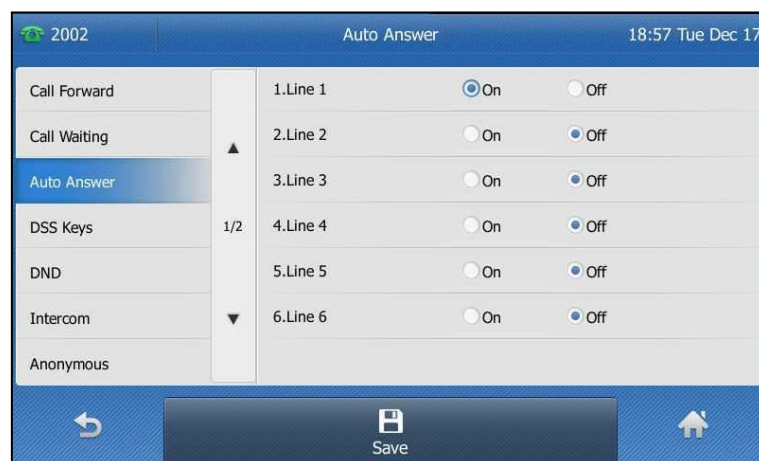 2002 Auto Answer 18:57 Tue Dec 17
Call Forward
Call Waiting
Auto Answer
DSS Keys
DND
Intercom
Anonymous
1/2
1.Line 1 On Off
2.Line 2 On Off
3.Line 3 On Off
4.Line 4 On Off
5.Line 5 On Off
6.Line 6 On Off
Save